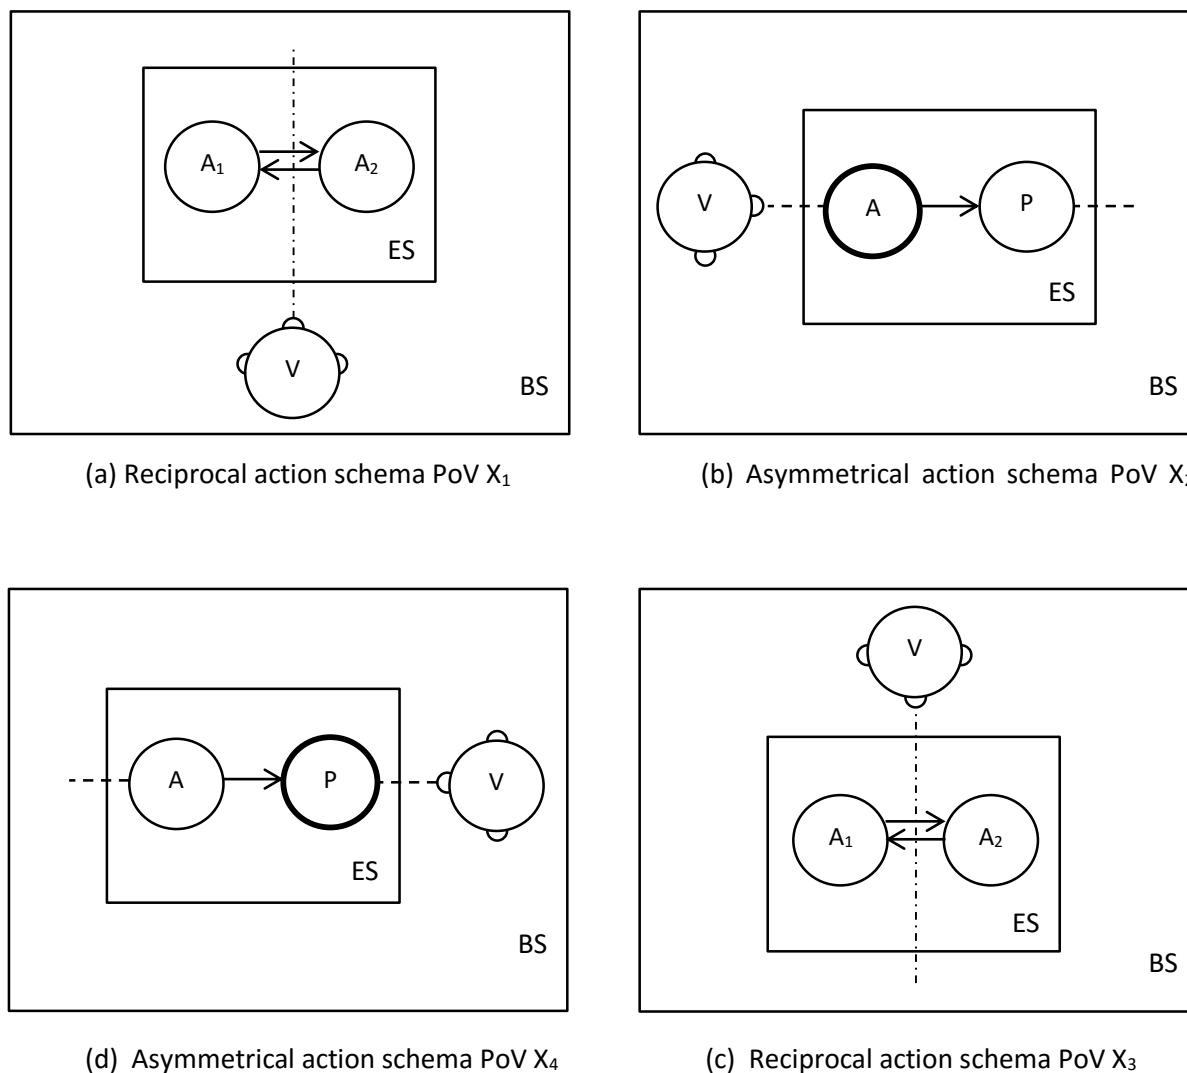 A₁
A₂
ES
V
BS
(a) Reciprocal action schema PoV X₁
V
A
P
ES
BS
(b) Asymmetrical action schema PoV X₂
A
P
V
ES
BS
(d) Asymmetrical action schema PoV X₄
V
A₁
A₂
ES
BS
(c) Reciprocal action schema PoV X₃